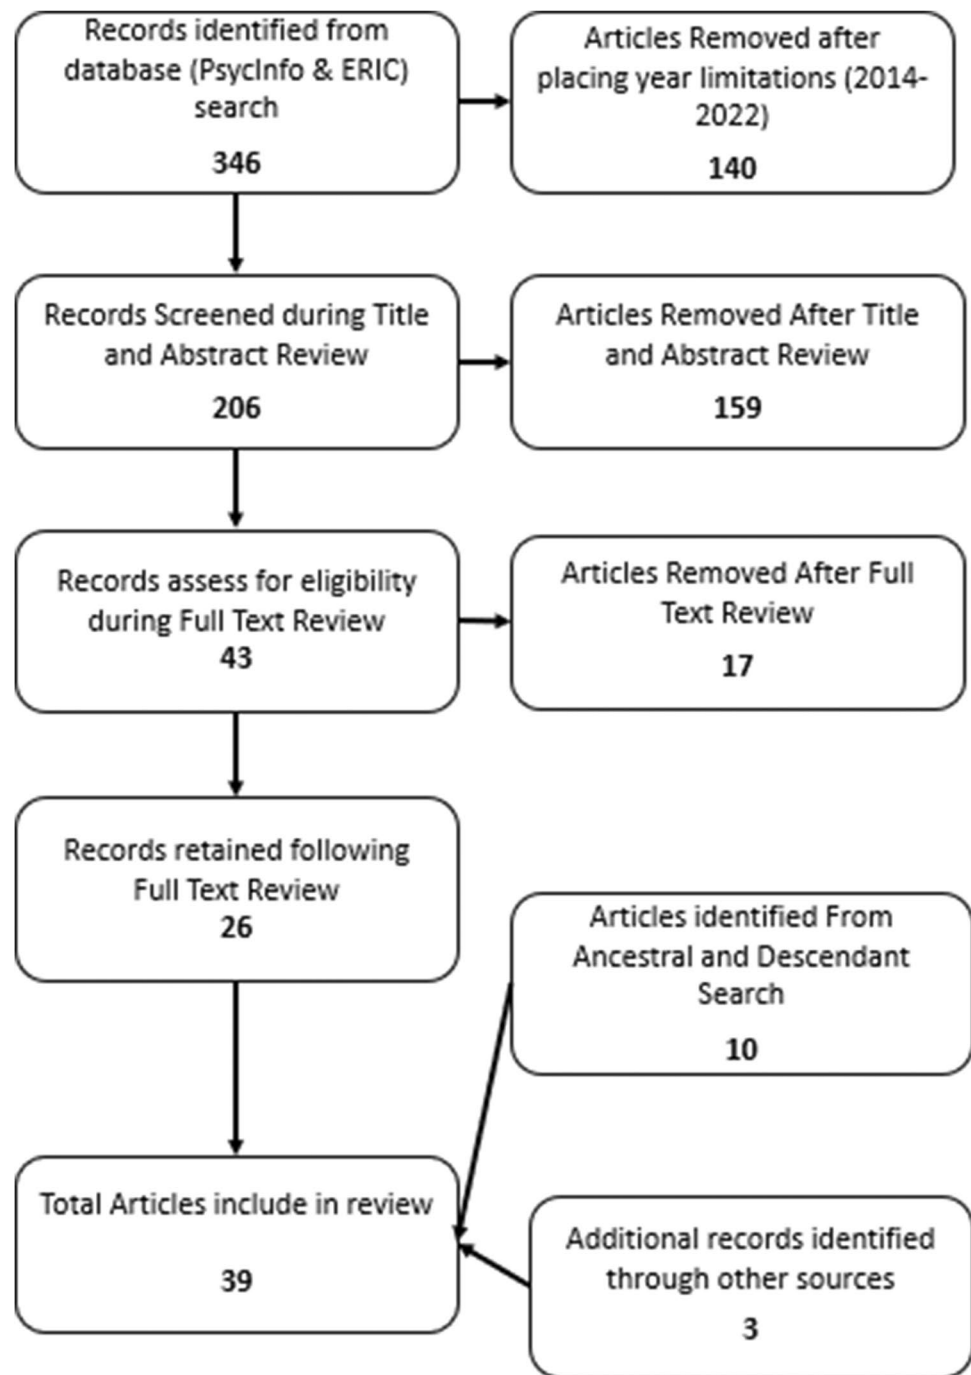 Records identified from
database (PsycInfo & ERIC)
search
346
Articles Removed after
placing year limitations (2014-
2022)
140
Records Screened during Title
and Abstract Review
206
Articles Removed After Title
and Abstract Review
159
Records assess for eligibility
during Full Text Review
43
Articles Removed After Full
Text Review
17
Records retained following
Full Text Review
26
Articles identified From
Ancestral and Descendant
Search
10
Total Articles include in review
39
Additional records identified
through other sources
3